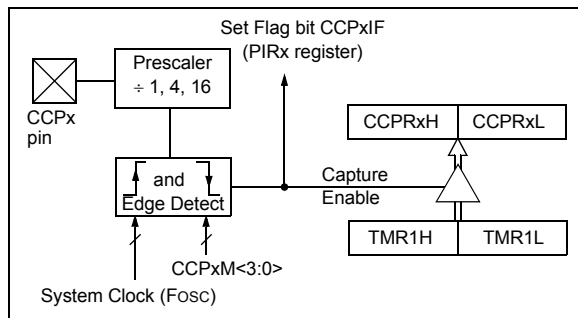 Set Flag bit CCPxIF
(PIRx register)
Prescaler
÷ 1, 4, 16
CCPx
pin
CCPRxH
CCPRxL
and
Edge Detect
Capture
Enable
TMR1H
TMR1L
CCPxM<3:0>
System Clock (FOSC)